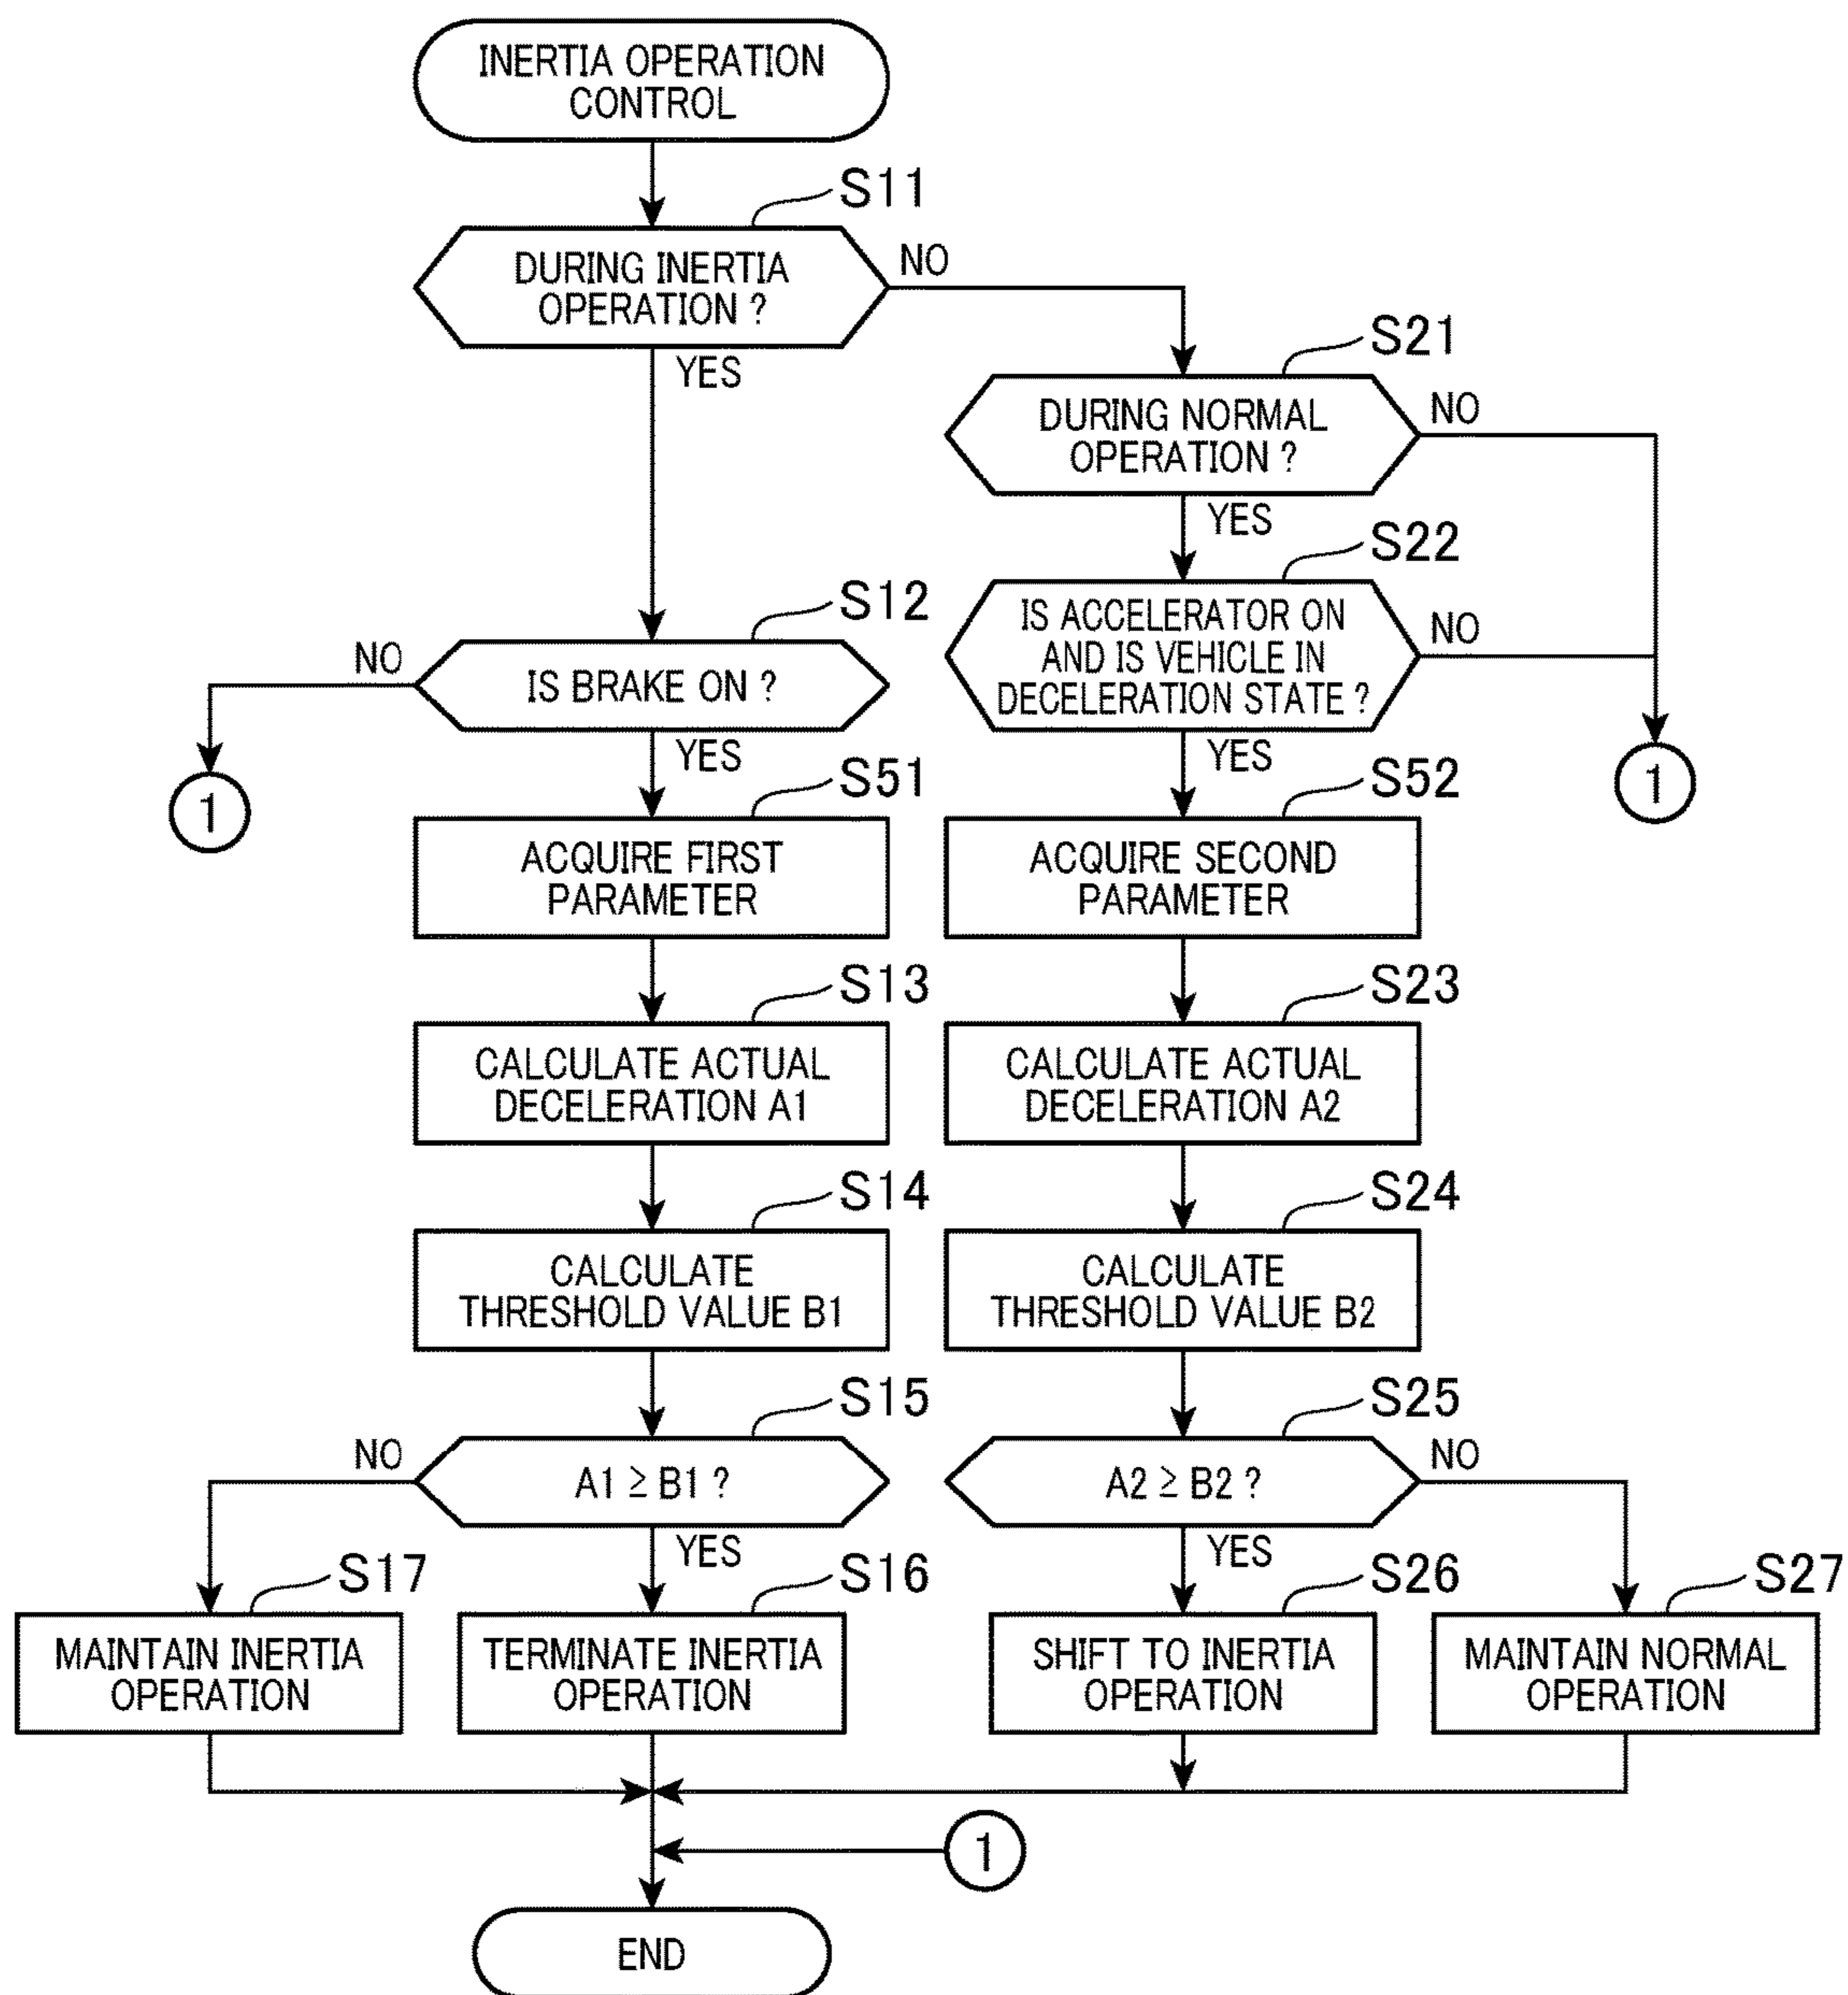 INERTIA OPERATION
CONTROL
S11
DURING INERTIA
OPERATION ?
NO
YES
S21
DURING NORMAL
OPERATION ?
NO
YES
S22
IS ACCELERATOR ON
AND IS VEHICLE IN
DECELERATION STATE ?
NO
YES
S12
IS BRAKE ON ?
NO
YES
1
1
S51
ACQUIRE FIRST
PARAMETER
S52
ACQUIRE SECOND
PARAMETER
S13
CALCULATE ACTUAL
DECELERATION A1
S23
CALCULATE ACTUAL
DECELERATION A2
S14
CALCULATE
THRESHOLD VALUE B1
S24
CALCULATE
THRESHOLD VALUE B2
S15
A1 ≥ B1 ?
NO
YES
S25
A2 ≥ B2 ?
NO
YES
S17
MAINTAIN INERTIA
OPERATION
S16
TERMINATE INERTIA
OPERATION
S26
SHIFT TO INERTIA
OPERATION
S27
MAINTAIN NORMAL
OPERATION
1
END